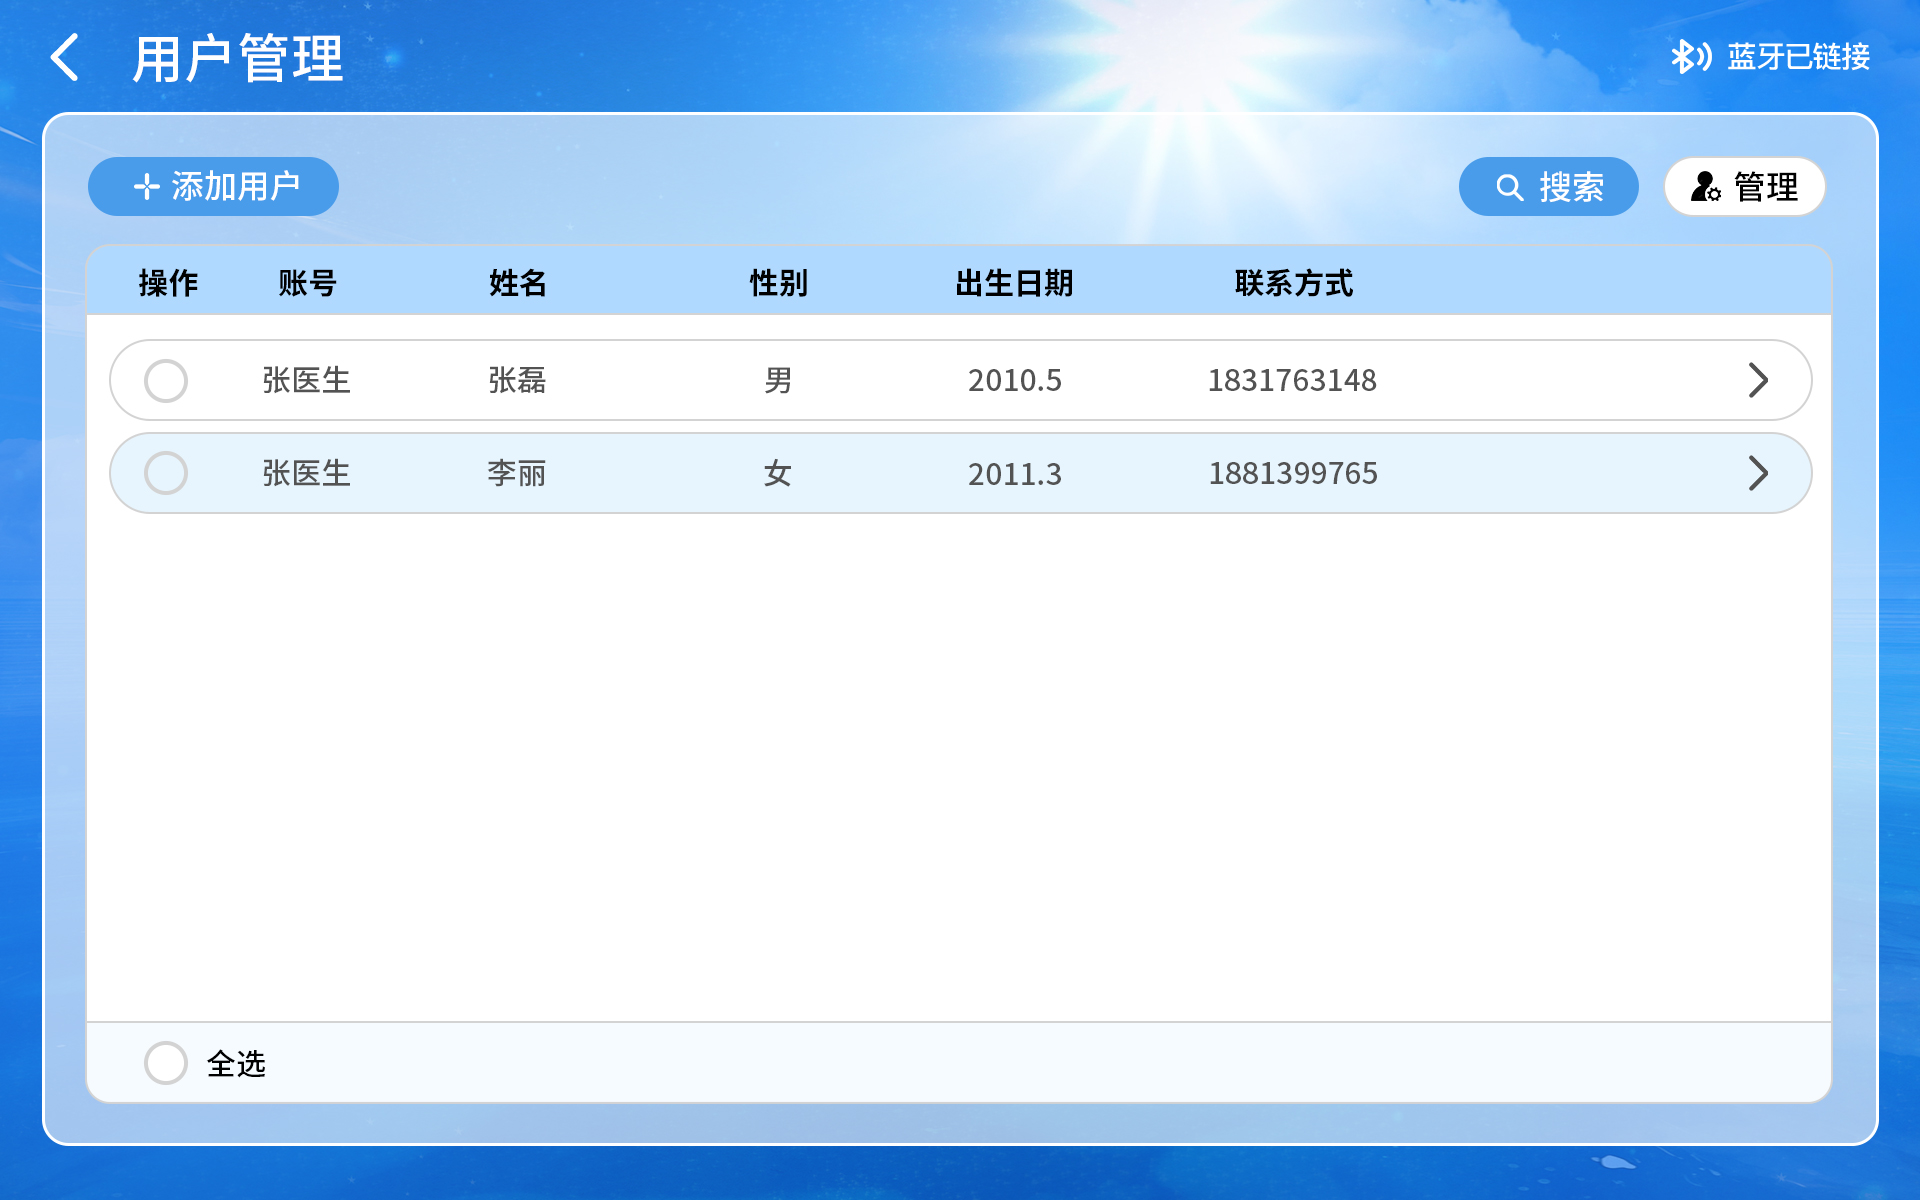 用户管理
蓝牙已链接
添加用户
搜索
管理
操作 账号 姓名 性别 出生日期 联系方式
张医生 张磊 男 2010.5 1831763148
张医生 李丽 女 2011.3 1881399765
全选